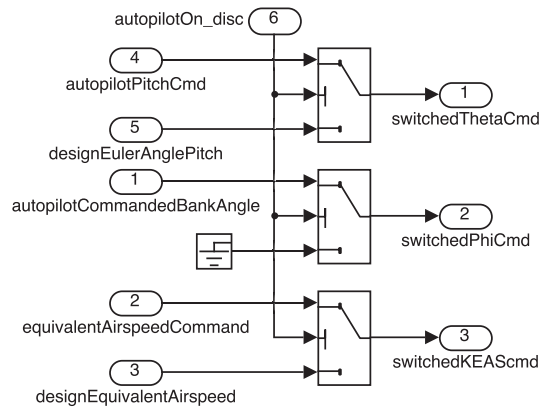 autopilotOn_disc
6
4
autopilotPitchCmd
1
switchedThetaCmd
5
designEulerAnglePitch
1
autopilotCommandedBankAngle
2
switchedPhiCmd
2
equivalentAirspeedCommand
3
switchedKEAScmd
3
designEquivalentAirspeed